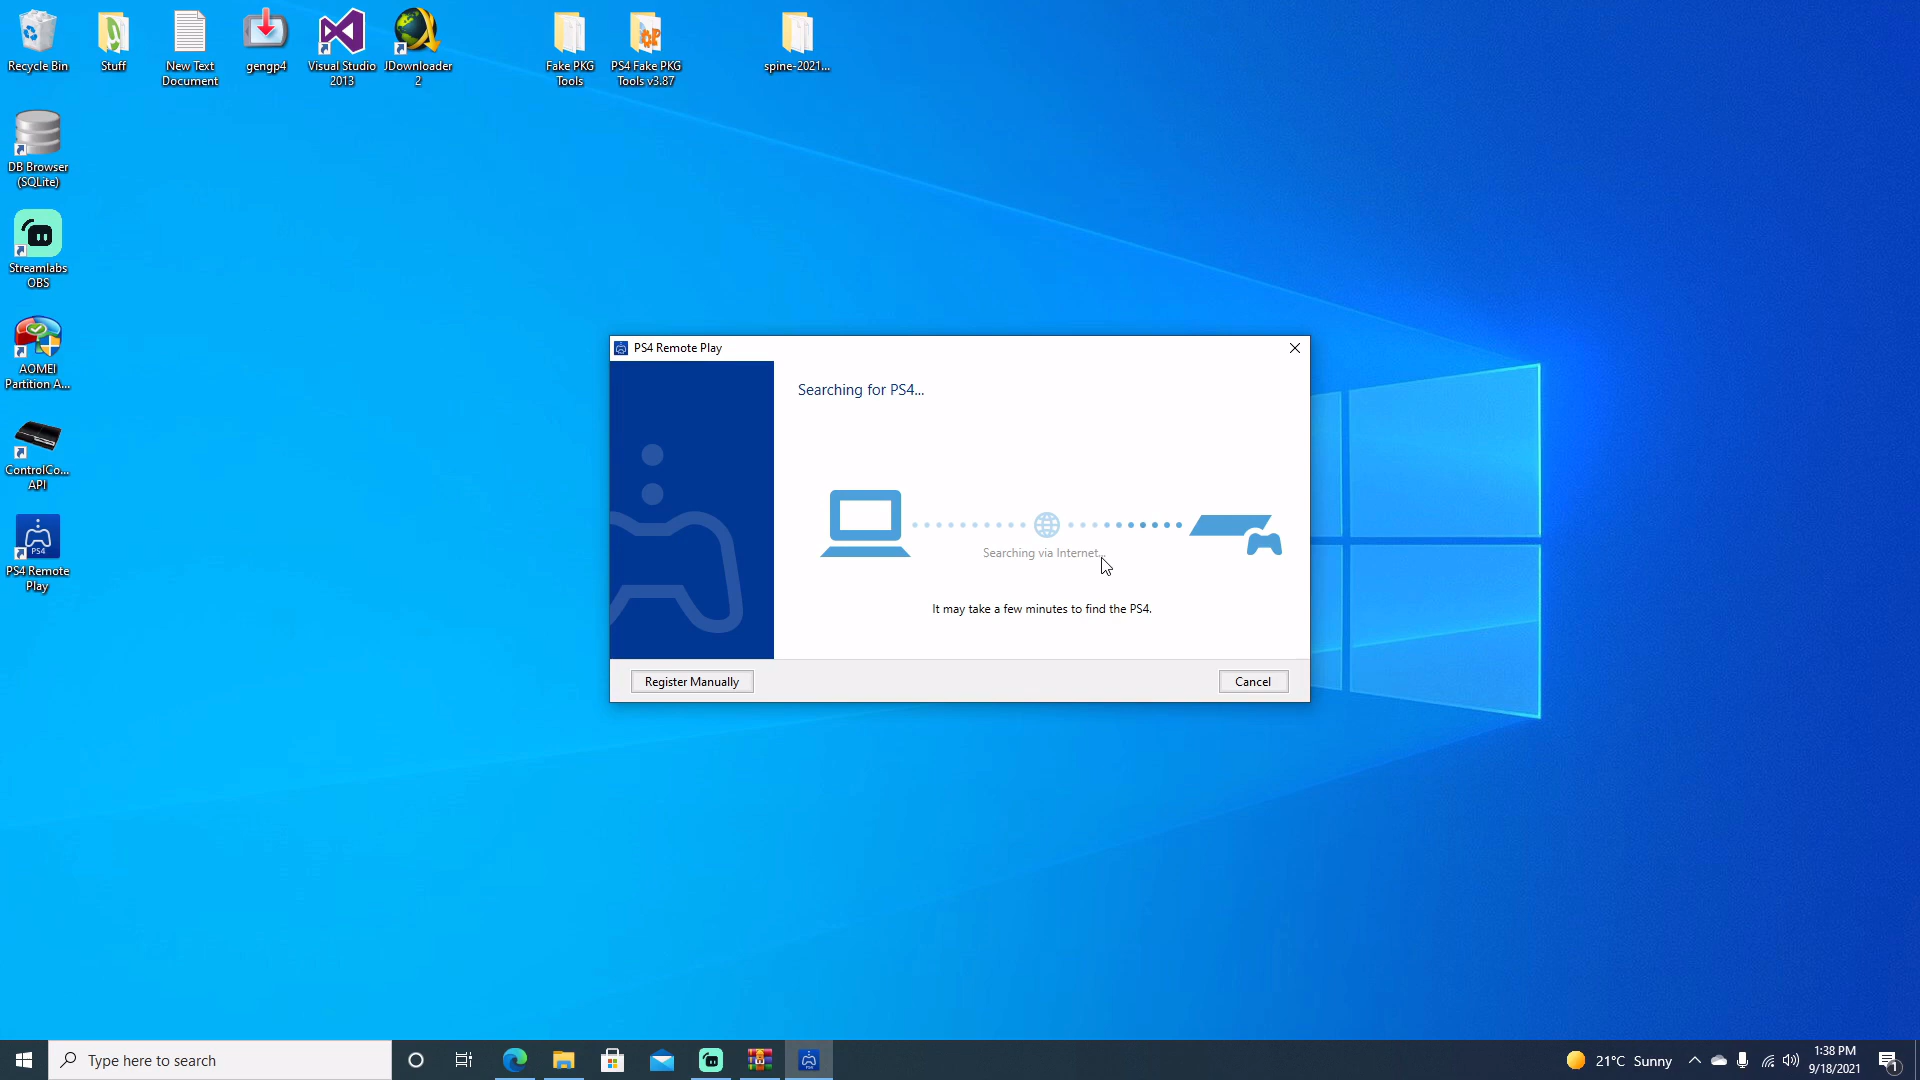 Recycle Bin
Stuff
New Text
Document
gengp4
Visual Studio
2013
JDownloader
2
Fake PKG
Tools
PS4 Fake PKG
Tools v3.87
spine-2021...
DB Browser
(SQLite)
Streamlabs
OBS
AOMEI
Partition A...
ControlCo...
API
PS4
PS4 Remote
Play
PS4 Remote Play
Searching for PS4...
Searching via Internet...
It may take a few minutes to find the PS4.
Register Manually
Cancel
Type here to search
21°C Sunny
1:38 PM
9/18/2021
1